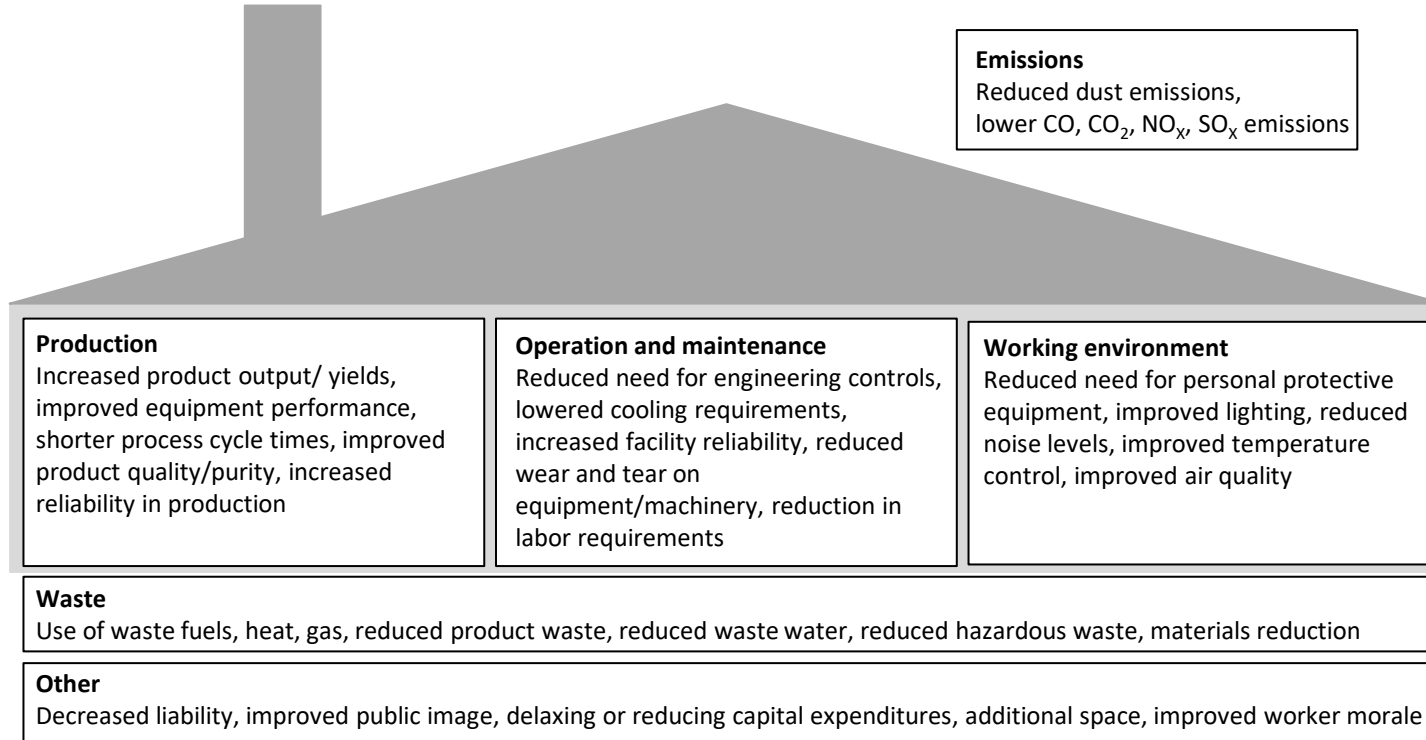 Emissions
Reduced dust emissions,
lower CO, CO₂, NOₓ, SOₓ emissions
Production
Increased product output/ yields,
improved equipment performance,
shorter process cycle times, improved
product quality/purity, increased
reliability in production
Operation and maintenance
Reduced need for engineering controls,
lowered cooling requirements,
increased facility reliability, reduced
wear and tear on
equipment/machinery, reduction in
labor requirements
Working environment
Reduced need for personal protective
equipment, improved lighting, reduced
noise levels, improved temperature
control, improved air quality
Waste
Use of waste fuels, heat, gas, reduced product waste, reduced waste water, reduced hazardous waste, materials reduction
Other
Decreased liability, improved public image, delaxing or reducing capital expenditures, additional space, improved worker morale